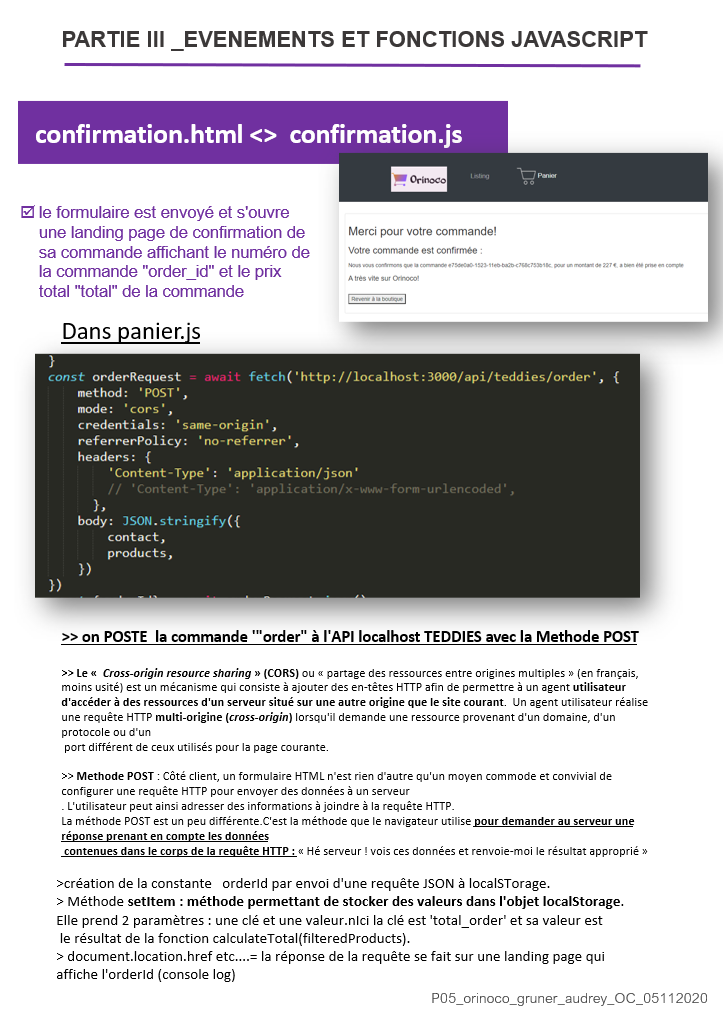 PARTIE III _EVENEMENTS ET FONCTIONS JAVASCRIPT
confirmation.html <> confirmation.js
Orinoco
Listing
Panier
Merci pour votre commande!
Votre commande est confirmée :
Nous vous confirmons que la commande e75de0a0-1523-11eb-ba2b-c768c753b18c, pour un montant de 227 €, a bien été prise en compte
A très vite sur Orinoco!
Revenir à la boutique
le formulaire est envoyé et s'ouvre
une landing page de confirmation de
sa commande affichant le numéro de
la commande "order_id" et le prix
total "total" de la commande
Dans panier.js
}
const orderRequest = await fetch('http://localhost:3000/api/teddies/order', {
method: 'POST',
mode: 'cors',
credentials: 'same-origin',
referrerPolicy: 'no-referrer',
headers: {
'Content-Type': 'application/json'
// 'Content-Type': 'application/x-www-form-urlencoded',
},
body: JSON.stringify({
contact,
products,
})
})
>> on POSTE la commande '"order" à l'API localhost TEDDIES avec la Methode POST
>> Le « Cross-origin resource sharing » (CORS) ou « partage des ressources entre origines multiples » (en français,
moins usité) est un mécanisme qui consiste à ajouter des en-têtes HTTP afin de permettre à un agent utilisateur
d'accéder à des ressources d'un serveur situé sur une autre origine que le site courant. Un agent utilisateur réalise
une requête HTTP multi-origine (cross-origin) lorsqu'il demande une ressource provenant d'un domaine, d'un
protocole ou d'un
port différent de ceux utilisés pour la page courante.
>> Methode POST : Côté client, un formulaire HTML n'est rien d'autre qu'un moyen commode et convivial de
configurer une requête HTTP pour envoyer des données à un serveur
. L'utilisateur peut ainsi adresser des informations à joindre à la requête HTTP.
La méthode POST est un peu différente.C'est la méthode que le navigateur utilise pour demander au serveur une
réponse prenant en compte les données
contenues dans le corps de la requête HTTP : « Hé serveur ! vois ces données et renvoie-moi le résultat approprié »
>création de la constante orderId par envoi d'une requête JSON à localSTorage.
> Méthode setItem : méthode permettant de stocker des valeurs dans l'objet localStorage.
Elle prend 2 paramètres : une clé et une valeur.nIci la clé est 'total_order' et sa valeur est
le résultat de la fonction calculateTotal(filteredProducts).
> document.location.href etc....= la réponse de la requête se fait sur une landing page qui
affiche l'orderId (console log)
P05_orinoco_gruner_audrey_OC_05112020